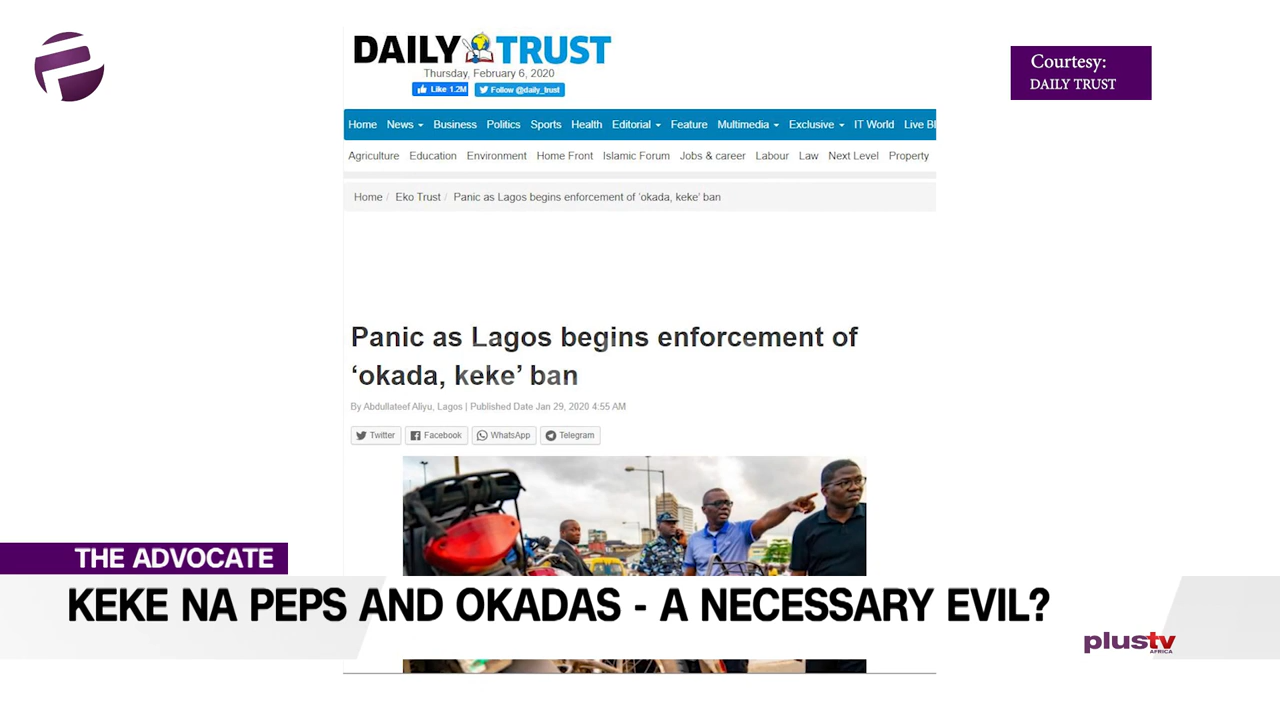 DAILY TRUST
Thursday, February 6, 2020
Like 1.2M Follow @daily_trust
Courtesy:
DAILY TRUST
Home News Business Politics Sports Health Editorial Feature Multimedia Exclusive IT World Live Bl
Agriculture Education Environment Home Front Islamic Forum Jobs & career Labour Law Next Level Property
Home / Eko Trust / Panic as Lagos begins enforcement of 'okada, keke' ban
Panic as Lagos begins enforcement of
‘okada, keke’ ban
By Abdullateef Aliyu, Lagos | Published Date Jan 29, 2020 4:55 AM
Twitter Facebook WhatsApp Telegram
THE ADVOCATE
KEKE NA PEPS AND OKADAS - A NECESSARY EVIL?
plustv
AFRICA